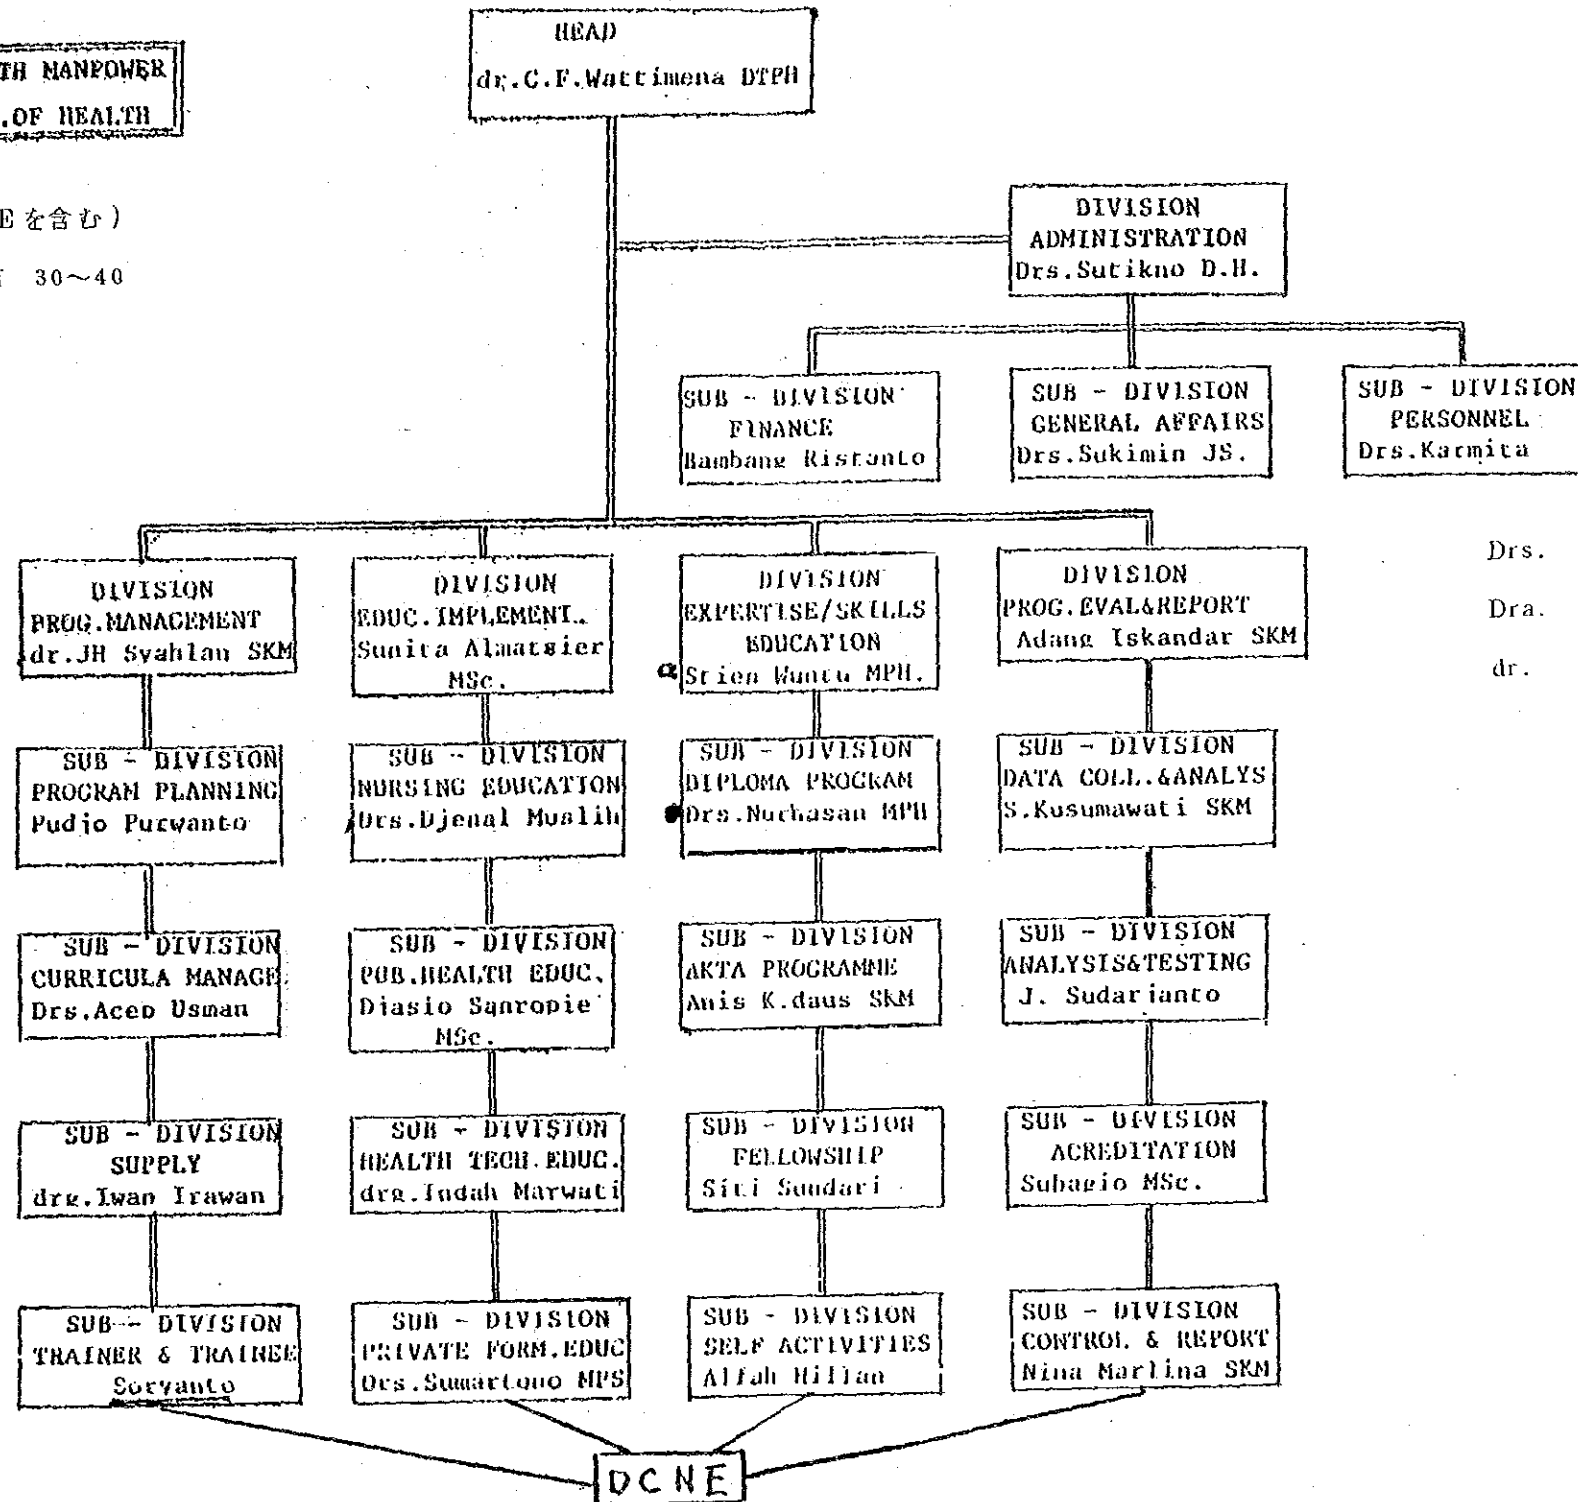 HEAD
dr.C.F.Wattimena DTPH
TH MANPOWER
.OF HEALTH
E を含む )
30～40
DIVISION
ADMINISTRATION
Drs.Sutikno D.H.
SUB - DIVISION
FINANCE
Bambang Ristanto
SUB - DIVISION
GENERAL AFFAIRS
Drs.Sukimin JS.
SUB - DIVISION
PERSONNEL
Drs.Karmita
DIVISION
PROG.MANAGEMENT
dr.JH Syahlan SKM
DIVISION
EDUC.IMPLEMENT.
Sunita Almatsier
MSc.
DIVISION
EXPERTISE/SKILLS
EDUCATION
Stien Wuntu MPH.
DIVISION
PROG.EVAL&REPORT
Adang Iskandar SKM
Drs.
Dra.
dr.
SUB - DIVISION
PROGRAM PLANNING
Pudjo Purwanto
SUB - DIVISION
NURSING EDUCATION
Drs.Djenal Muslih
SUB - DIVISION
DIPLOMA PROGRAM
Drs.Nurhasan MPH
SUB - DIVISION
DATA COLL.&ANALYS
S.Kusumawati SKM
SUB - DIVISION
CURRICULA MANAGE.
Drs.Acep Usman
SUB - DIVISION
PUB.HEALTH EDUC.
Djasio Sanropie
MSc.
SUB - DIVISION
AKTA PROGRAMME
Anis K.daus SKM
SUB - DIVISION
ANALYSIS&TESTING
J. Sudarianto
SUB - DIVISION
SUPPLY
drg.Iwan Irawan
SUB - DIVISION
HEALTH TECH.EDUC.
drg.Indah Marwati
SUB - DIVISION
FELLOWSHIP
Siti Sundari
SUB - DIVISION
ACREDITATION
Subagio MSc.
SUB - DIVISION
TRAINER & TRAINEE
Soryanto
SUB - DIVISION
PRIVATE FORM.EDUC
Drs.Sumartono MPS
SUB - DIVISION
SELF ACTIVITIES
Alfah
SUB - DIVISION
CONTROL & REPORT
Nina Marlina SKM
DCNE